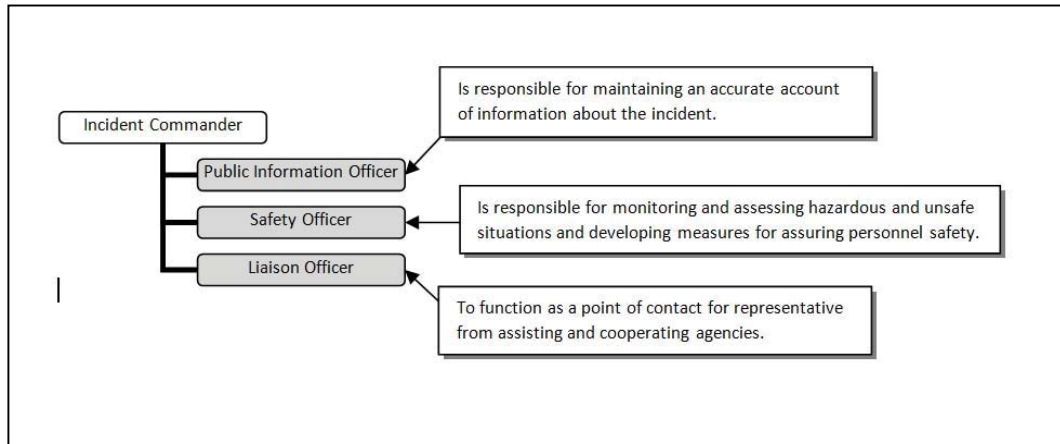 Is responsible for maintaining an accurate account
of information about the incident.
Incident Commander
Public Information Officer
Is responsible for monitoring and assessing hazardous and unsafe
situations and developing measures for assuring personnel safety.
Safety Officer
Liaison Officer
To function as a point of contact for representative
from assisting and cooperating agencies.